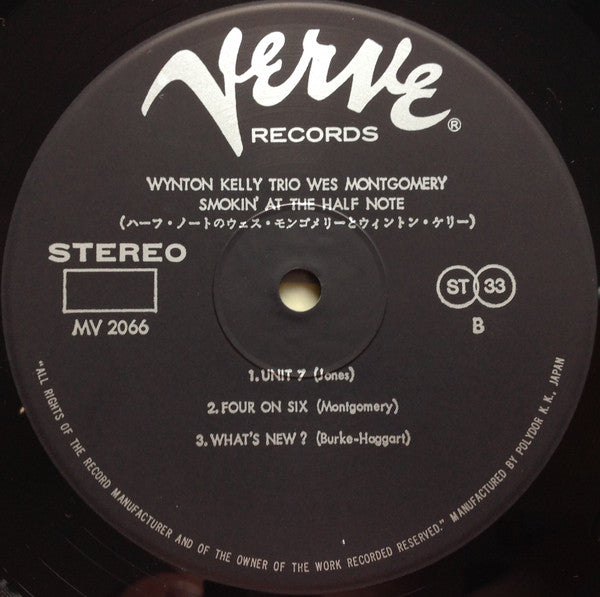 VERVE
RECORDS ®
WYNTON KELLY TRIO WES MONTGOMERY
SMOKIN' AT THE HALF NOTE
(ハーフ・ノートのウェス・モンゴメリーとウィントン・ケリー)
STEREO
MV 2066
ST 33
B
1. UNIT 7 (Jones)
2. FOUR ON SIX (Montgomery)
3. WHAT'S NEW? (Burke-Haggart)
"ALL RIGHTS OF THE RECORD MANUFACTURER AND OF THE OWNER OF THE WORK RECORDED RESERVED." MANUFACTURED BY POLYDOR K. K. JAPAN